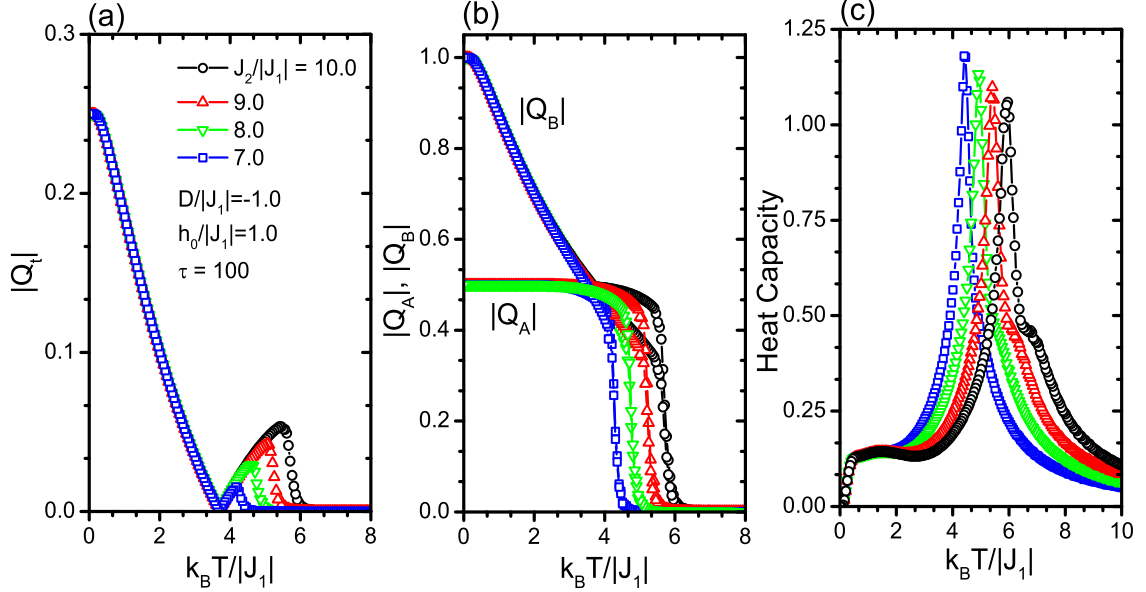 (a)
0.3
0.2
0.1
0.0
|Q_t|
J_2/|J_1| = 10.0
9.0
8.0
7.0
D/|J_1|=-1.0
h_0/|J_1|=1.0
τ = 100
0 2 4 6 8
k_BT/|J_1|
(b)
1.0
0.8
0.6
0.4
0.2
0.0
|Q_A|, |Q_B|
|Q_B|
|Q_A|
0 2 4 6 8
k_BT/|J_1|
(c)
1.25
1.00
0.75
0.50
0.25
0.00
Heat Capacity
0 2 4 6 8 10
k_BT/|J_1|